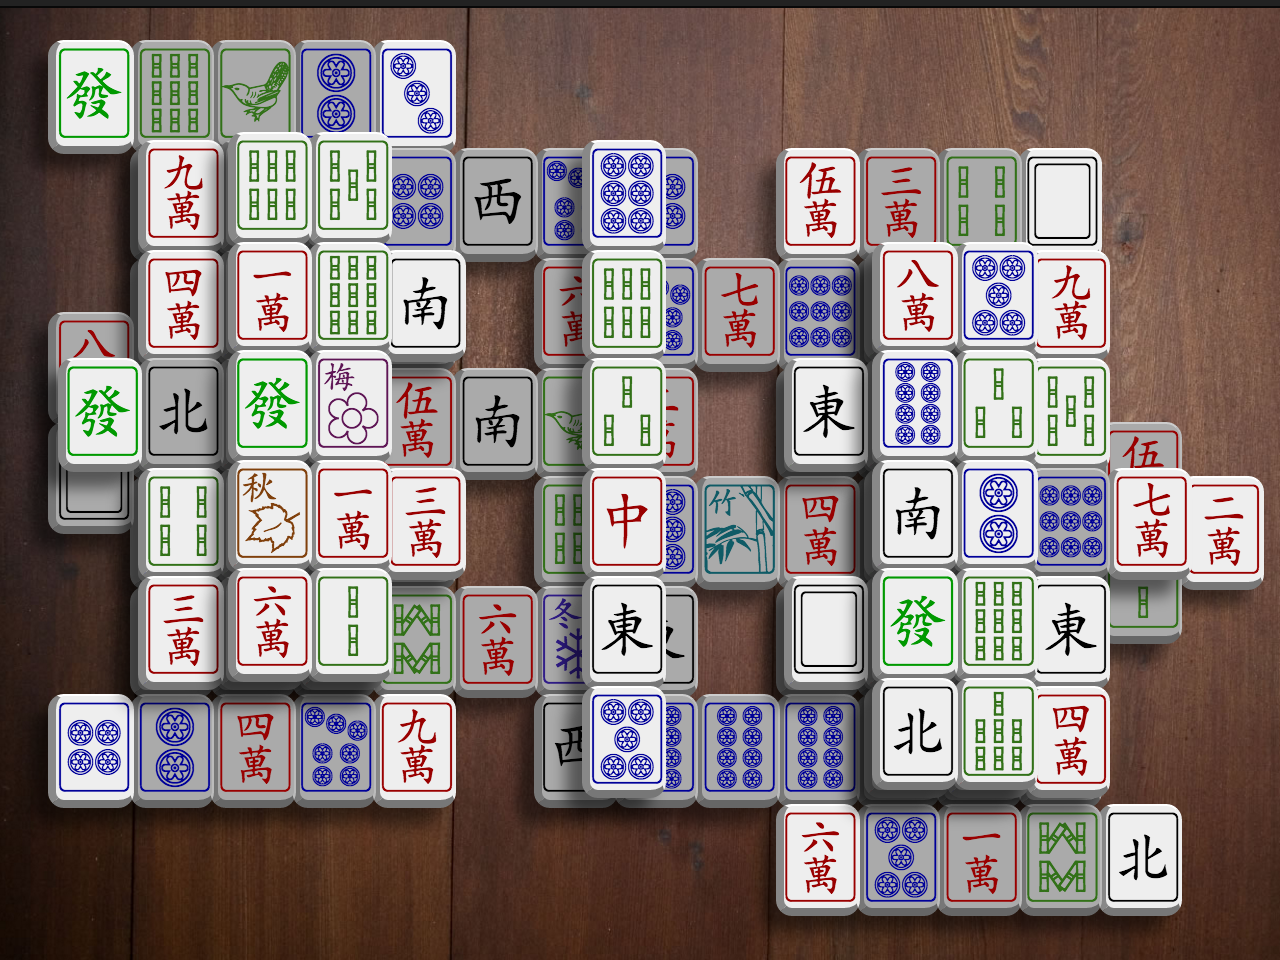 發
九萬
西
伍萬
三萬
四萬
一萬
南
六
七萬
八萬
九萬
八
發
北
發
梅
伍萬
南
東
秋
一萬
三萬
中
竹
四萬
南
伍
七萬
二萬
三萬
六萬
六萬
冬
東
發
東
四萬
九萬
西
北
四萬
六萬
一萬
北